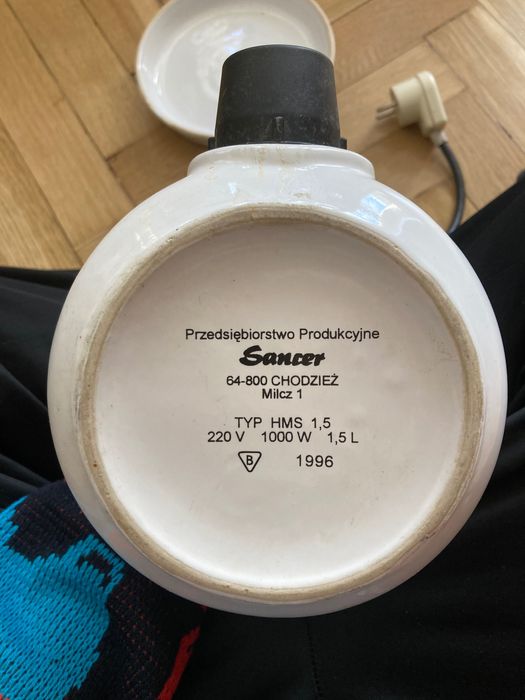 Przedsiębiorstwo Produkcyjne
Sancer
64-800 CHODZIEŻ
Milcz 1
TYP HMS 1,5
220 V 1000 W 1,5 L
B 1996